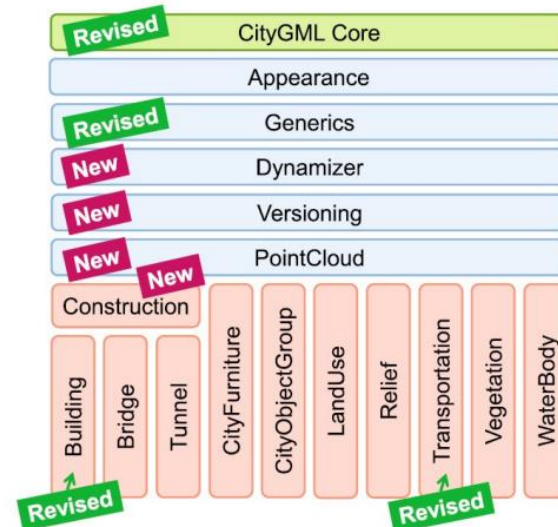 Revised
CityGML Core
Appearance
Revised
Generics
New
Dynamizer
New
Versioning
New
PointCloud
New
Construction
Building
Bridge
Tunnel
CityFurniture
CityObjectGroup
LandUse
Relief
Transportation
Vegetation
WaterBody
Revised
Revised